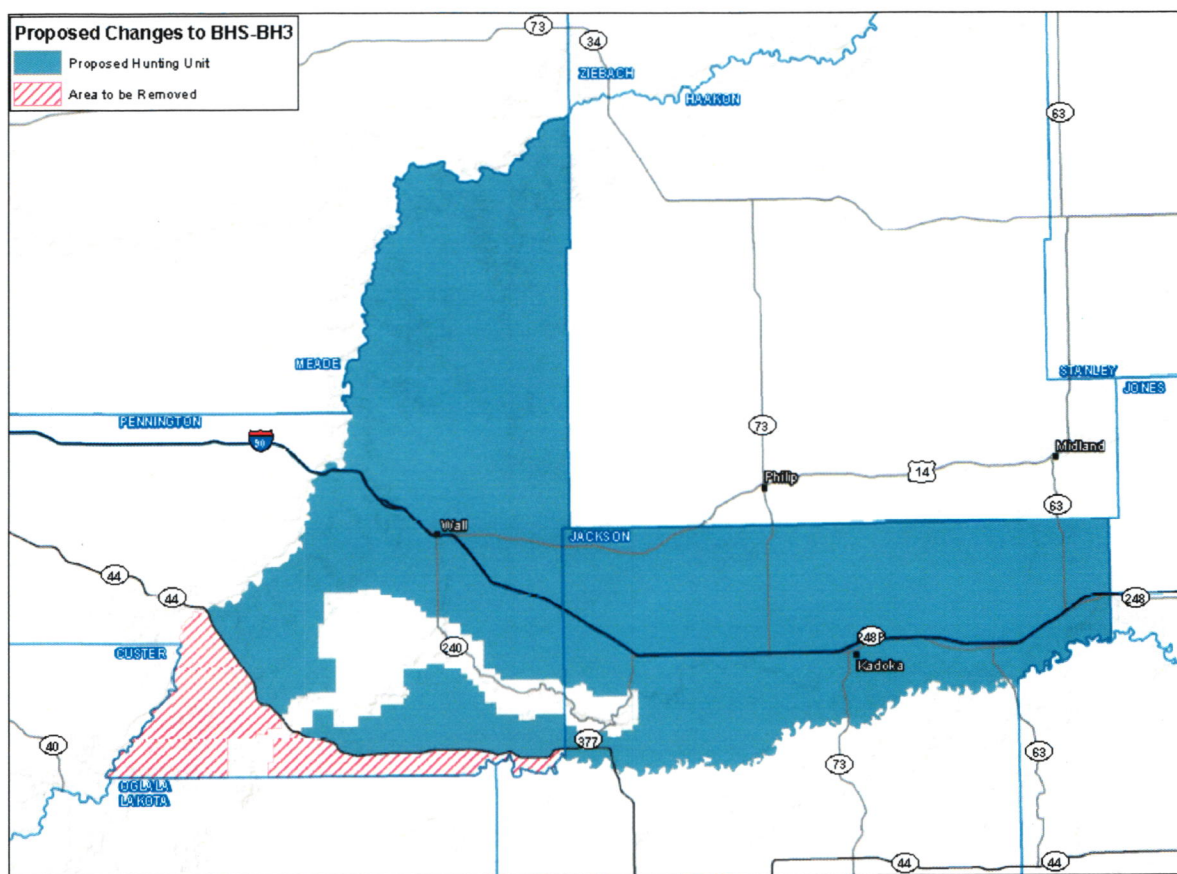 Proposed Changes to BHS-BH3
Proposed Hunting Unit
Area to be Removed
73
34
ZIEBACH
HAAKON
63
MEADE
PENNINGTON
90
STANLEY
JONES
73
Midland
14
Philip
63
Wall
JACKSON
44
44
248
CUSTER
240
248B
Kadoka
377
40
73
63
OGLALA
LAKOTA
44
44